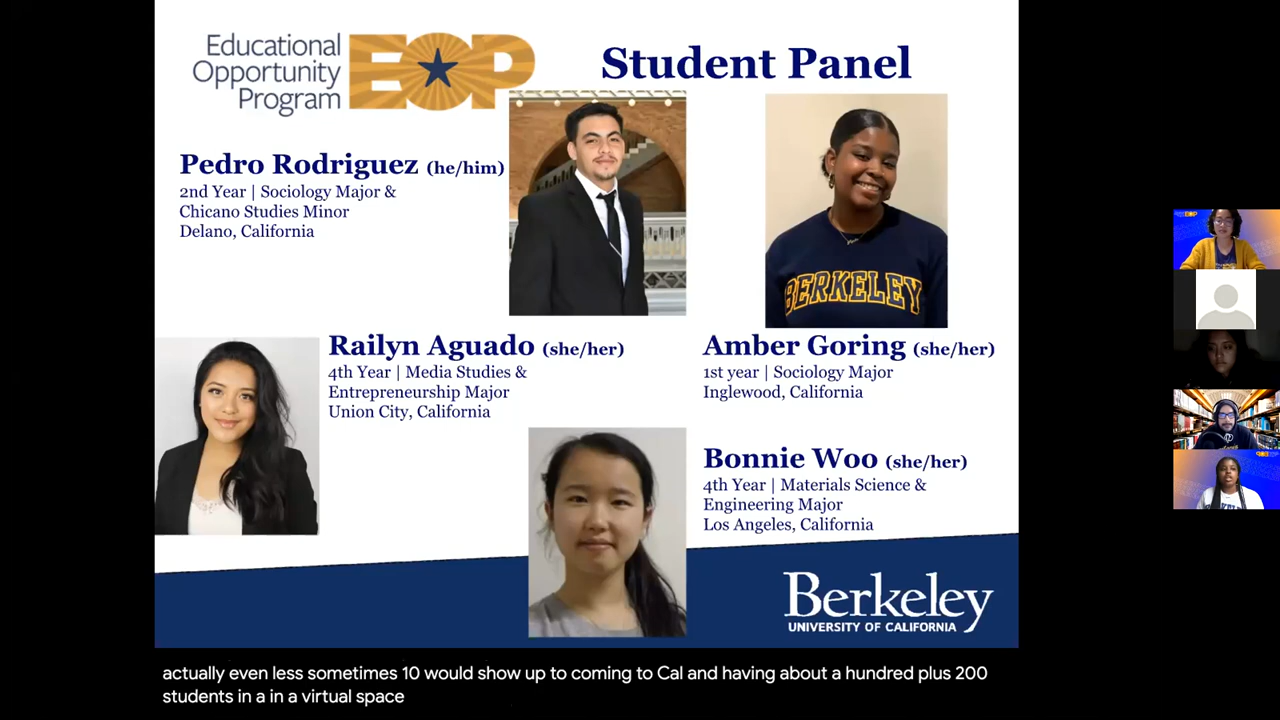 Educational
Opportunity
Program
EOP
Student Panel
Pedro Rodriguez (he/him)
2nd Year | Sociology Major &
Chicano Studies Minor
Delano, California
BERKELEY
Railyn Aguado (she/her)
4th Year | Media Studies &
Entrepreneurship Major
Union City, California
Amber Goring (she/her)
1st year | Sociology Major
Inglewood, California
Bonnie Woo (she/her)
4th Year | Materials Science &
Engineering Major
Los Angeles, California
Berkeley
UNIVERSITY OF CALIFORNIA
actually even less sometimes 10 would show up to coming to Cal and having about a hundred plus 200
students in a in a virtual space